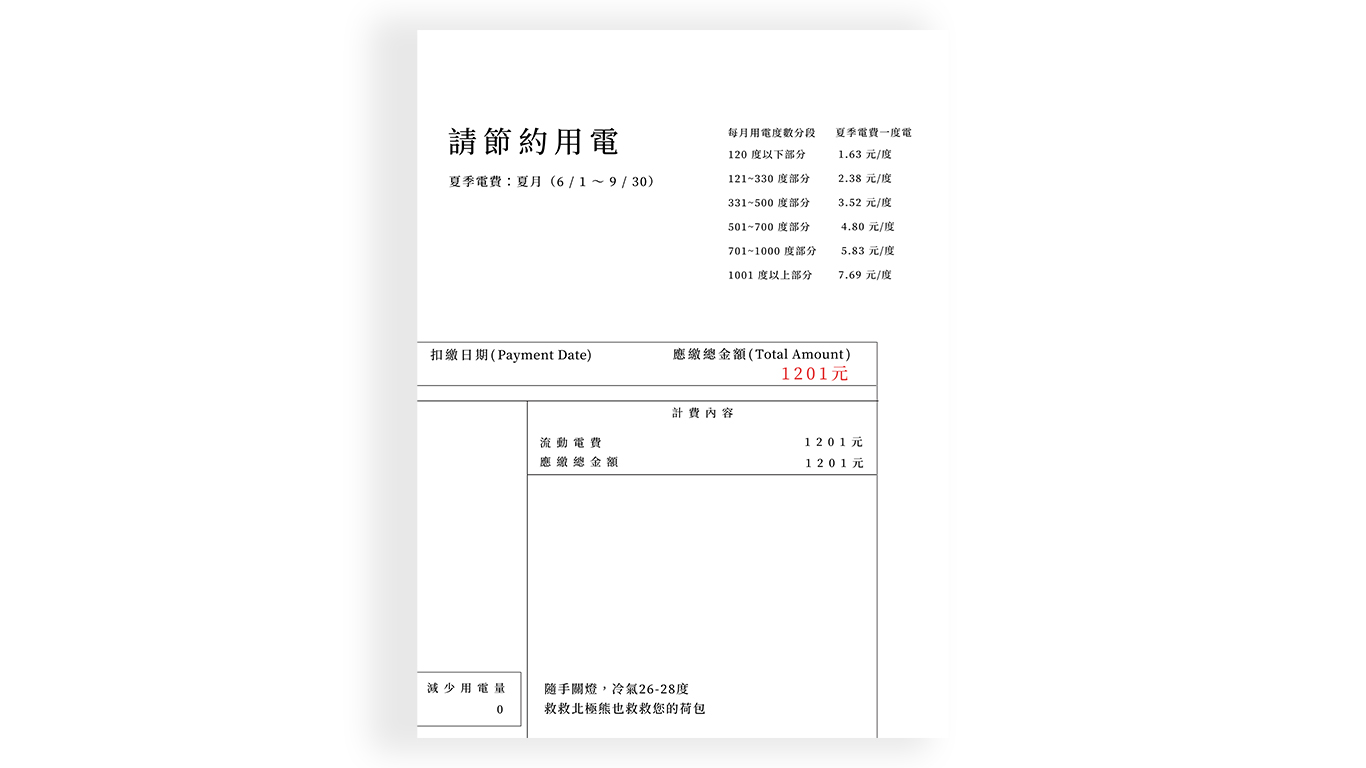 請節約用電
夏季電費：夏月（6 / 1 ～ 9 / 30）
每月用電度數分段 夏季電費一度電
120 度以下部分 1.63 元/度
121~330 度部分 2.38 元/度
331~500 度部分 3.52 元/度
501~700 度部分 4.80 元/度
701~1000 度部分 5.83 元/度
1001 度以上部分 7.69 元/度
扣繳日期(Payment Date) 應繳總金額(Total Amount)
1201元
計費內容
流動電費 1201元
應繳總金額 1201元
減少用電量
0
隨手關燈，冷氣26-28度
救救北極熊也救救您的荷包